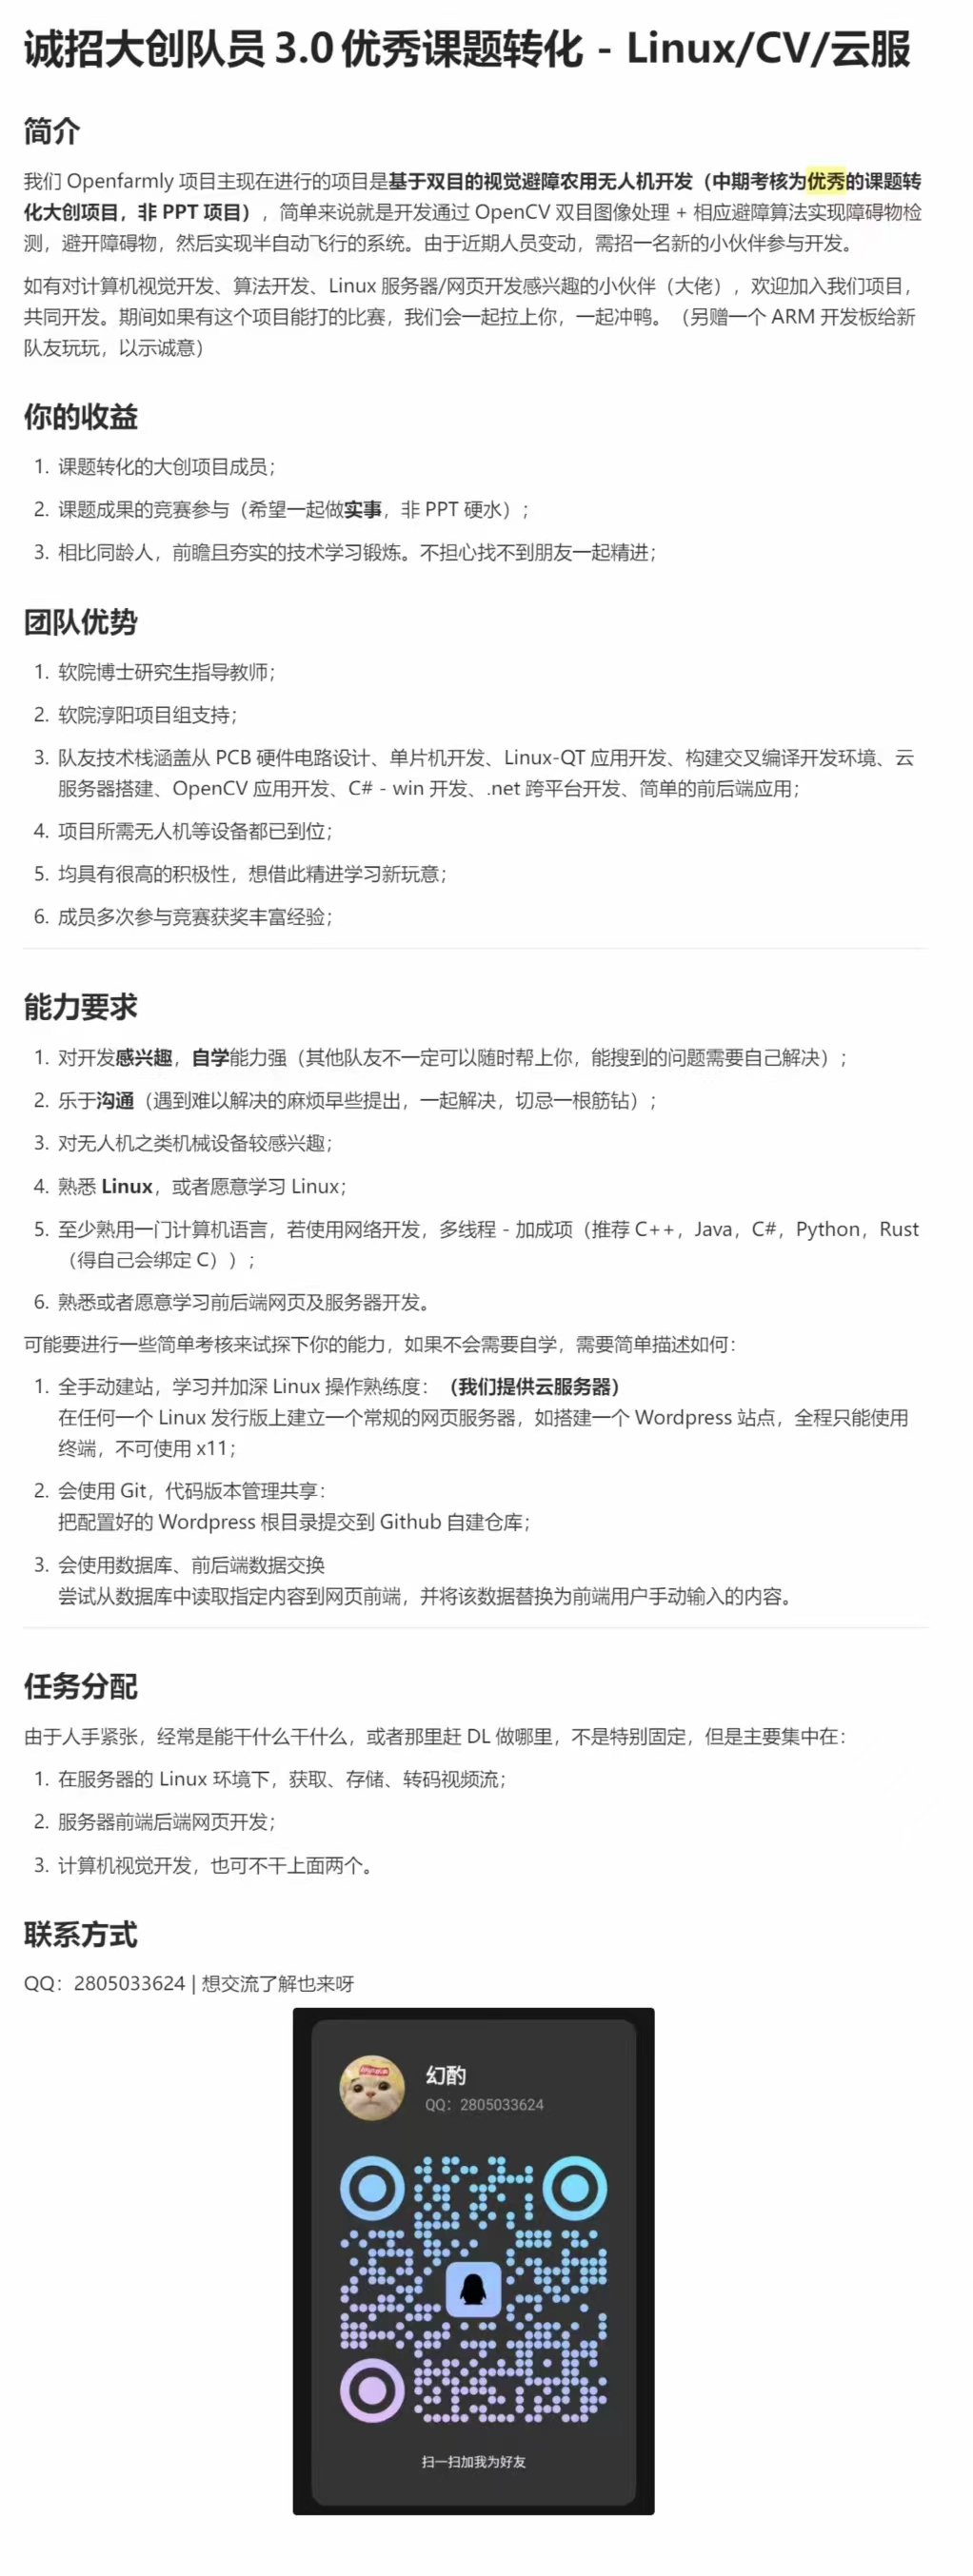 诚招大创队员 3.0 优秀课题转化 - Linux/CV/云服
简介
我们 Openfarmly 项目主现在进行的项目是基于双目的视觉避障农用无人机开发（中期考核为优秀的课题转
化大创项目，非 PPT 项目），简单来说就是开发通过 OpenCV 双目图像处理 + 相应避障算法实现障碍物检
测，避开障碍物，然后实现半自动飞行的系统。由于近期人员变动，需招一名新的小伙伴参与开发。
如有对计算机视觉开发、算法开发、Linux 服务器/网页开发感兴趣的小伙伴（大佬），欢迎加入我们项目，
共同开发。期间如果有这个项目能打的比赛，我们会一起拉上你，一起冲鸭。（另赠一个 ARM 开发板给新
队友玩玩，以示诚意）
你的收益
1. 课题转化的大创项目成员；
2. 课题成果的竞赛参与（希望一起做实事，非 PPT 硬水）；
3. 相比同龄人，前瞻且夯实的技术学习锻炼。不担心找不到朋友一起精进；
团队优势
1. 软院博士研究生指导教师；
2. 软院淳阳项目组支持；
3. 队友技术栈涵盖从 PCB 硬件电路设计、单片机开发、Linux-QT 应用开发、构建交叉编译开发环境、云
服务器搭建、OpenCV 应用开发、C# - win 开发、.net 跨平台开发、简单的前后端应用；
4. 项目所需无人机等设备都已到位；
5. 均具有很高的积极性，想借此精进学习新玩意；
6. 成员多次参与竞赛获奖丰富经验；
能力要求
1. 对开发感兴趣，自学能力强（其他队友不一定可以随时帮上你，能搜到的问题需要自己解决）；
2. 乐于沟通（遇到难以解决的麻烦早些提出，一起解决，切忌一根筋钻）；
3. 对无人机之类机械设备较感兴趣；
4. 熟悉 Linux，或者愿意学习 Linux；
5. 至少熟用一门计算机语言，若使用网络开发，多线程 - 加成项（推荐 C++，Java，C#，Python，Rust
（得自己会绑定 C））；
6. 熟悉或者愿意学习前后端网页及服务器开发。
可能要进行一些简单考核来试探下你的能力，如果不会需要自学，需要简单描述如何：
1. 全手动建站，学习并加深 Linux 操作熟练度：（我们提供云服务器）
在任何一个 Linux 发行版上建立一个常规的网页服务器，如搭建一个 Wordpress 站点，全程只能使用
终端，不可使用 x11；
2. 会使用 Git，代码版本管理共享：
把配置好的 Wordpress 根目录提交到 Github 自建仓库；
3. 会使用数据库、前后端数据交换
尝试从数据库中读取指定内容到网页前端，并将该数据替换为前端用户手动输入的内容。
任务分配
由于人手紧张，经常是能干什么干什么，或者那里赶 DL 做哪里，不是特别固定，但是主要集中在：
1. 在服务器的 Linux 环境下，获取、存储、转码视频流；
2. 服务器前端后端网页开发；
3. 计算机视觉开发，也可不干上面两个。
联系方式
QQ：2805033624 | 想交流了解也来呀
幻酌
QQ：2805033624
扫一扫加我为好友